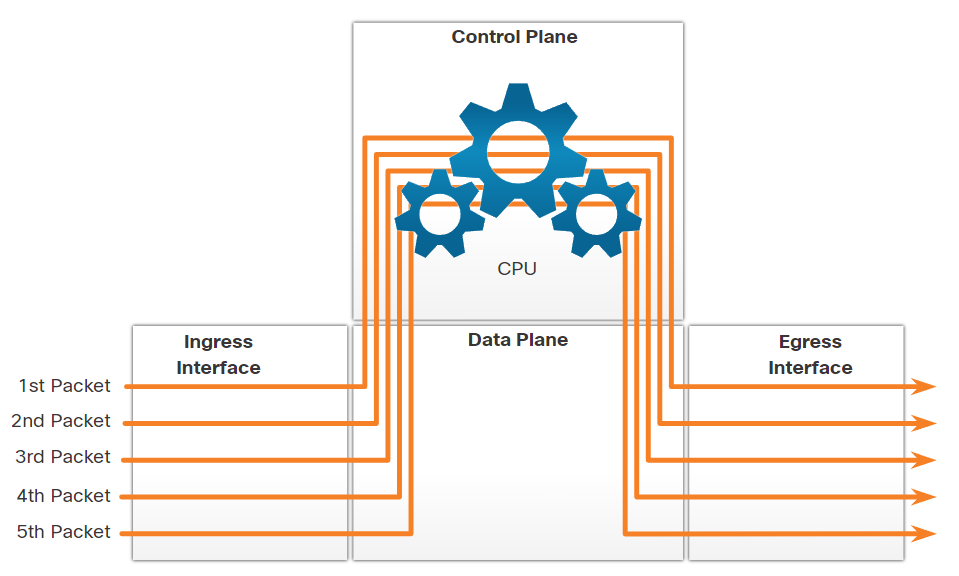 Control Plane
CPU
Ingress
Interface
Data Plane
Egress
Interface
1st Packet
2nd Packet
3rd Packet
4th Packet
5th Packet